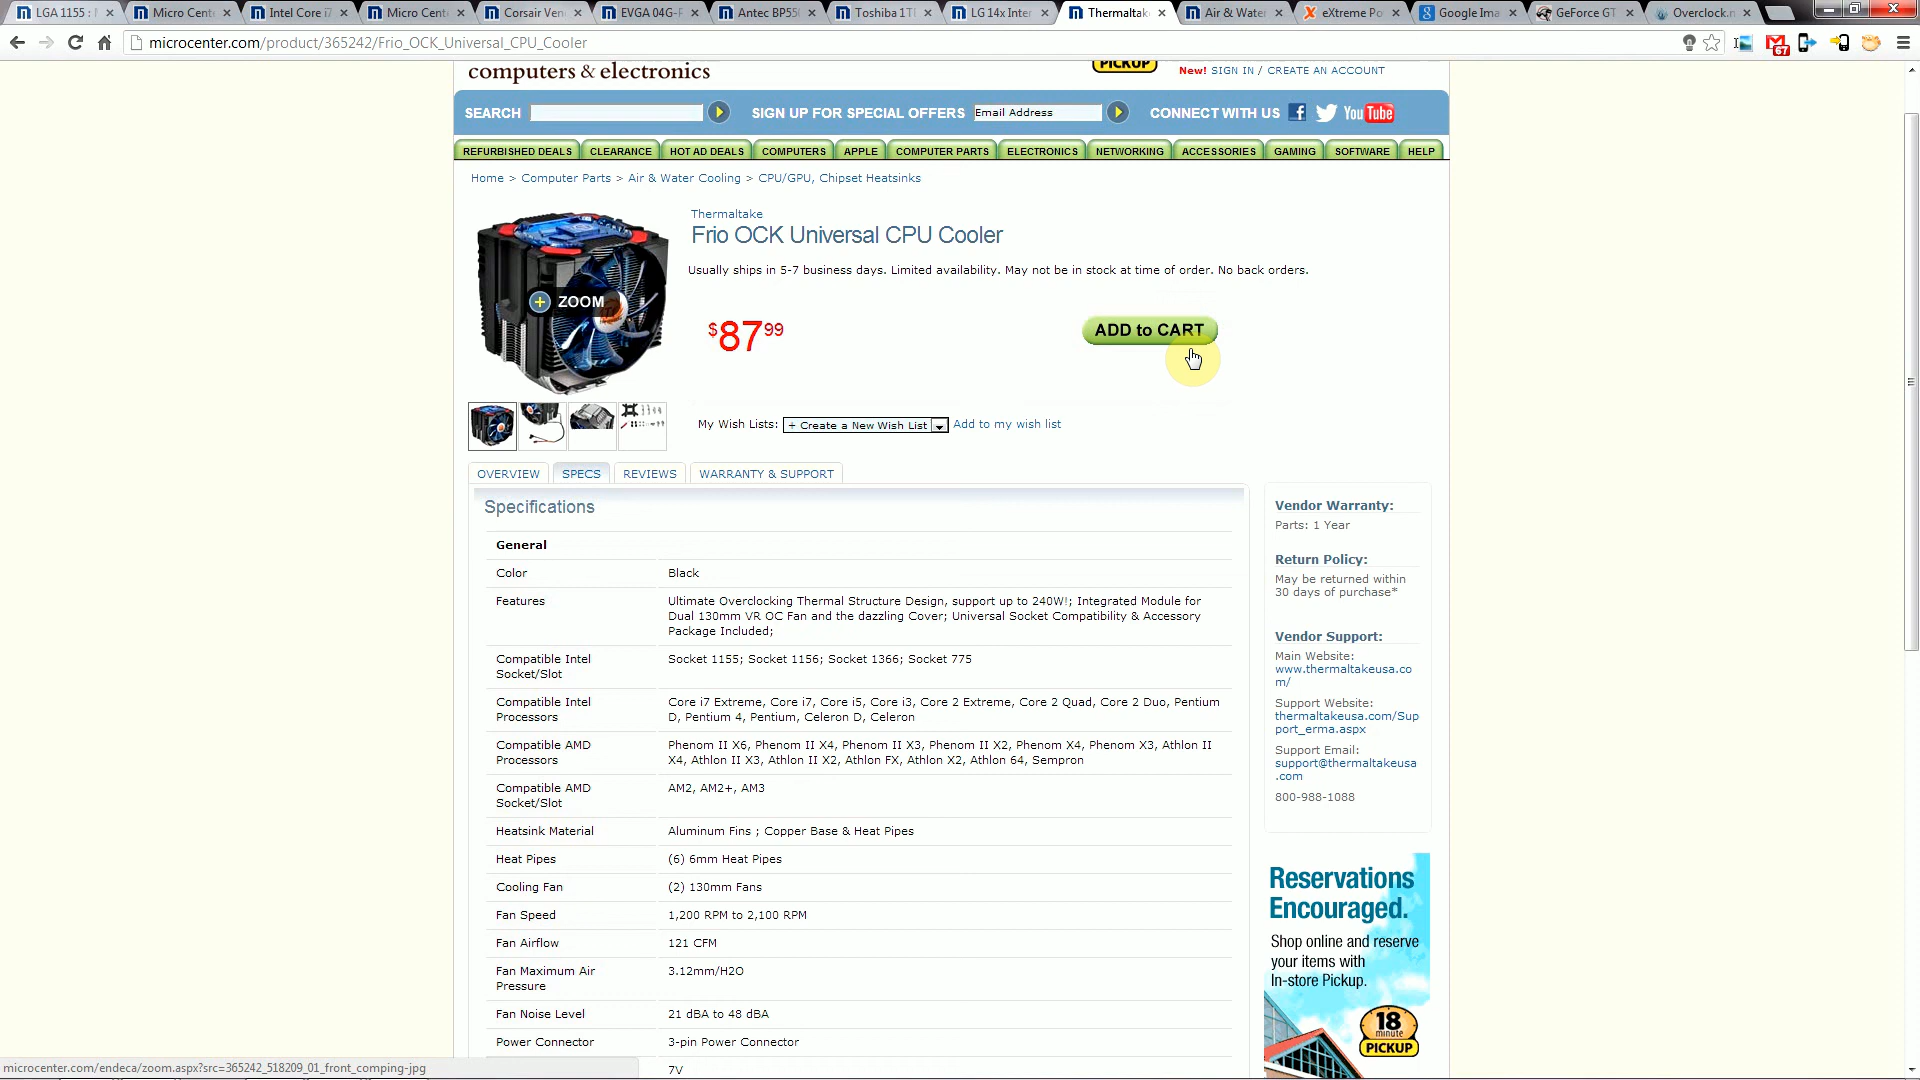 LGA 1155 : M
Micro Cente
Intel Core i7
Micro Cente
Corsair Ven
EVGA 04G-P
Antec BP550
Toshiba 1TB
LG 14x Inter
Thermaltak
Air & Water
eXtreme Po
Google Ima
GeForce GT
Overclock.n
microcenter.com/product/365242/Frio_OCK_Universal_CPU_Cooler
67
computers & electronics
PICKUP
New! SIGN IN / CREATE AN ACCOUNT
SEARCH
SIGN UP FOR SPECIAL OFFERS
Email Address
CONNECT WITH US
f
YouTube
REFURBISHED DEALS
CLEARANCE
HOT AD DEALS
COMPUTERS
APPLE
COMPUTER PARTS
ELECTRONICS
NETWORKING
ACCESSORIES
GAMING
SOFTWARE
HELP
Home > Computer Parts > Air & Water Cooling > CPU/GPU, Chipset Heatsinks
Thermaltake
Frio OCK Universal CPU Cooler
Usually ships in 5-7 business days. Limited availability. May not be in stock at time of order. No back orders.
ZOOM
$87.99
ADD to CART
My Wish Lists: + Create a New Wish List Add to my wish list
OVERVIEW
SPECS
REVIEWS
WARRANTY & SUPPORT
Specifications
General
Color Black
Features Ultimate Overclocking Thermal Structure Design, support up to 240W!; Integrated Module for
Dual 130mm VR OC Fan and the dazzling Cover; Universal Socket Compatibility & Accessory
Package Included;
Compatible Intel Socket 1155; Socket 1156; Socket 1366; Socket 775
Socket/Slot
Compatible Intel Core i7 Extreme, Core i7, Core i5, Core i3, Core 2 Extreme, Core 2 Quad, Core 2 Duo, Pentium
Processors D, Pentium 4, Pentium, Celeron D, Celeron
Compatible AMD Phenom II X6, Phenom II X4, Phenom II X3, Phenom II X2, Phenom X4, Phenom X3, Athlon II
Processors X4, Athlon II X3, Athlon II X2, Athlon FX, Athlon X2, Athlon 64, Sempron
Compatible AMD AM2, AM2+, AM3
Socket/Slot
Heatsink Material Aluminum Fins ; Copper Base & Heat Pipes
Heat Pipes (6) 6mm Heat Pipes
Cooling Fan (2) 130mm Fans
Fan Speed 1,200 RPM to 2,100 RPM
Fan Airflow 121 CFM
Fan Maximum Air 3.12mm/H2O
Pressure
Fan Noise Level 21 dBA to 48 dBA
Power Connector 3-pin Power Connector
7V
Vendor Warranty:
Parts: 1 Year
Return Policy:
May be returned within
30 days of purchase*
Vendor Support:
Main Website:
www.thermaltakeusa.co
m/
Support Website:
thermaltakeusa.com/Sup
port_erma.aspx
Support Email:
support@thermaltakeusa
.com
800-988-1088
Reservations
Encouraged.
Shop online and reserve
your items with
In-store Pickup.
18
minute
PICKUP
microcenter.com/endeca/zoom.aspx?src=365242_518209_01_front_comping-jpg